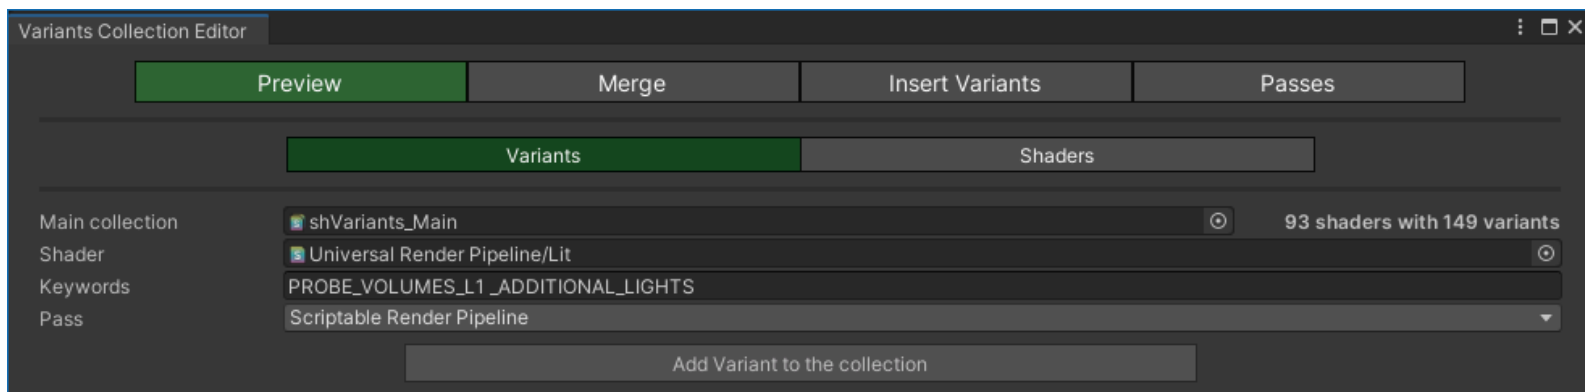 Variants Collection Editor
Preview Merge Insert Variants Passes
Variants Shaders
Main collection shVariants_Main 93 shaders with 149 variants
Shader Universal Render Pipeline/Lit
Keywords PROBE_VOLUMES_L1 _ADDITIONAL_LIGHTS
Pass Scriptable Render Pipeline
Add Variant to the collection